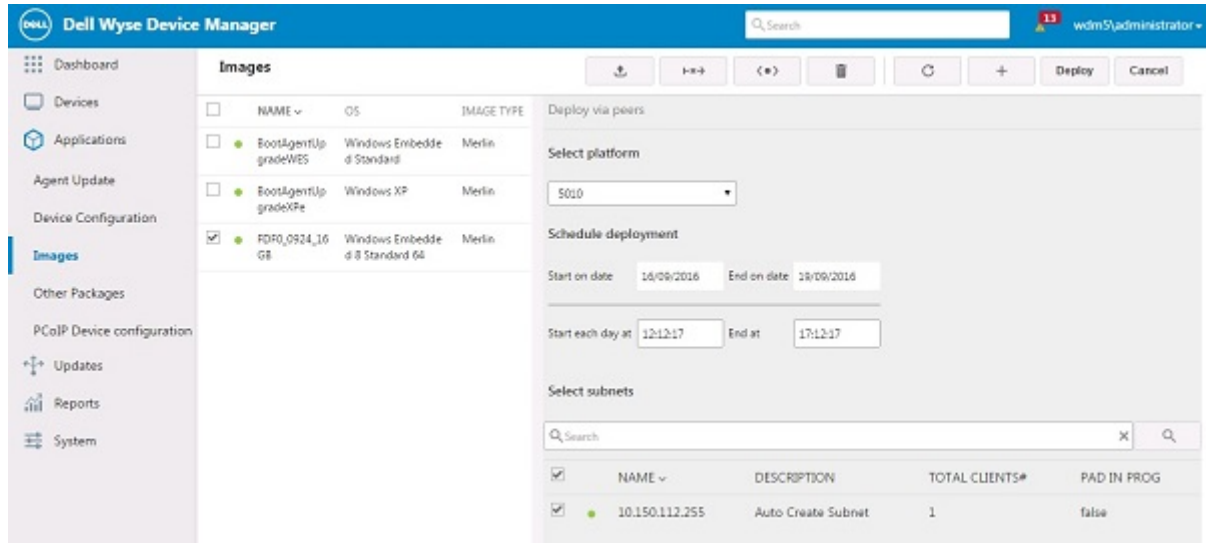 DELL Dell Wyse Device Manager Search 13 wdm5\administrator
Dashboard
Devices
Applications
Agent Update
Device Configuration
Images
Other Packages
PCoIP Device configuration
Updates
Reports
System
Images Deploy Cancel
NAME OS IMAGE TYPE
BootAgentUp Windows Embedde Merlin
gradeWES d Standard
BootAgentUp Windows XP Merlin
gradeXPe
FDF0_0924_16 Windows Embedde Merlin
GB d 8 Standard 64
Deploy via peers
Select platform
5010
Schedule deployment
Start on date 16/09/2016 End on date 19/09/2016
Start each day at 12:12:17 End at 17:12:17
Select subnets
Search
NAME DESCRIPTION TOTAL CLIENTS# PAD IN PROG
10.150.112.255 Auto Create Subnet 1 false